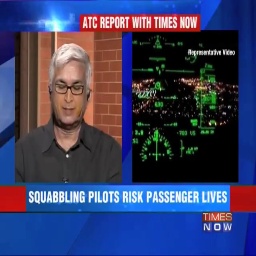 ATC REPORT WITH TIMES NOW
Representative Video
SQUABBLING PILOTS RISK PASSENGER LIVES
TIMES
NOW